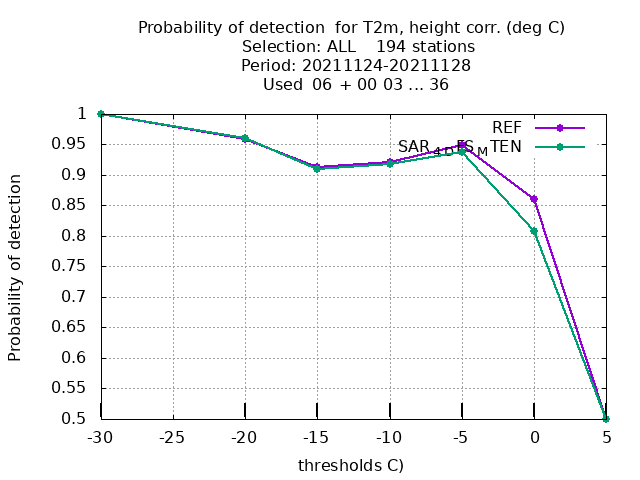 Probability of detection  for T2m, height corr. (deg C)
Selection: ALL    194 stations
Period: 20211124-20211128
Used  06 + 00 03 ... 36
REF
SAR4DES MTEN
1
0.95
0.9
0.85
0.8
0.75
0.7
0.65
0.6
0.55
0.5
-30 -25 -20 -15 -10 -5 0 5
Probability of detection
thresholds C)